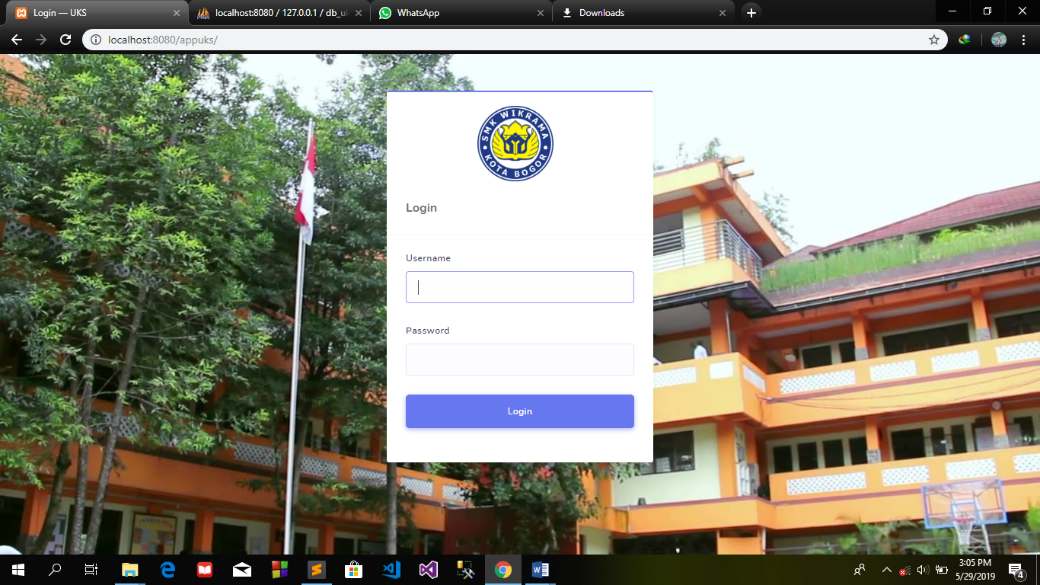 Login — UKS
localhost:8080 / 127.0.0.1 / db_u
WhatsApp
Downloads
localhost:8080/appuks/
SMK WIKRAMA
KOTA BOGOR
Login
Username
Password
Login
3:05 PM
5/29/2019
4